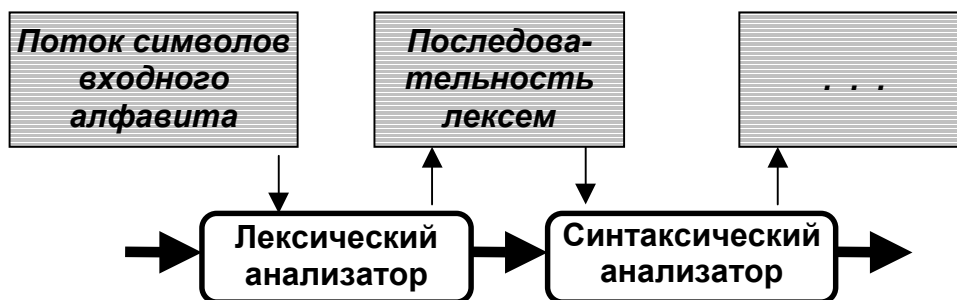 Поток символов
входного
алфавита
Последова-
тельность
лексем
. . .
Лексический
анализатор
Синтаксический
анализатор